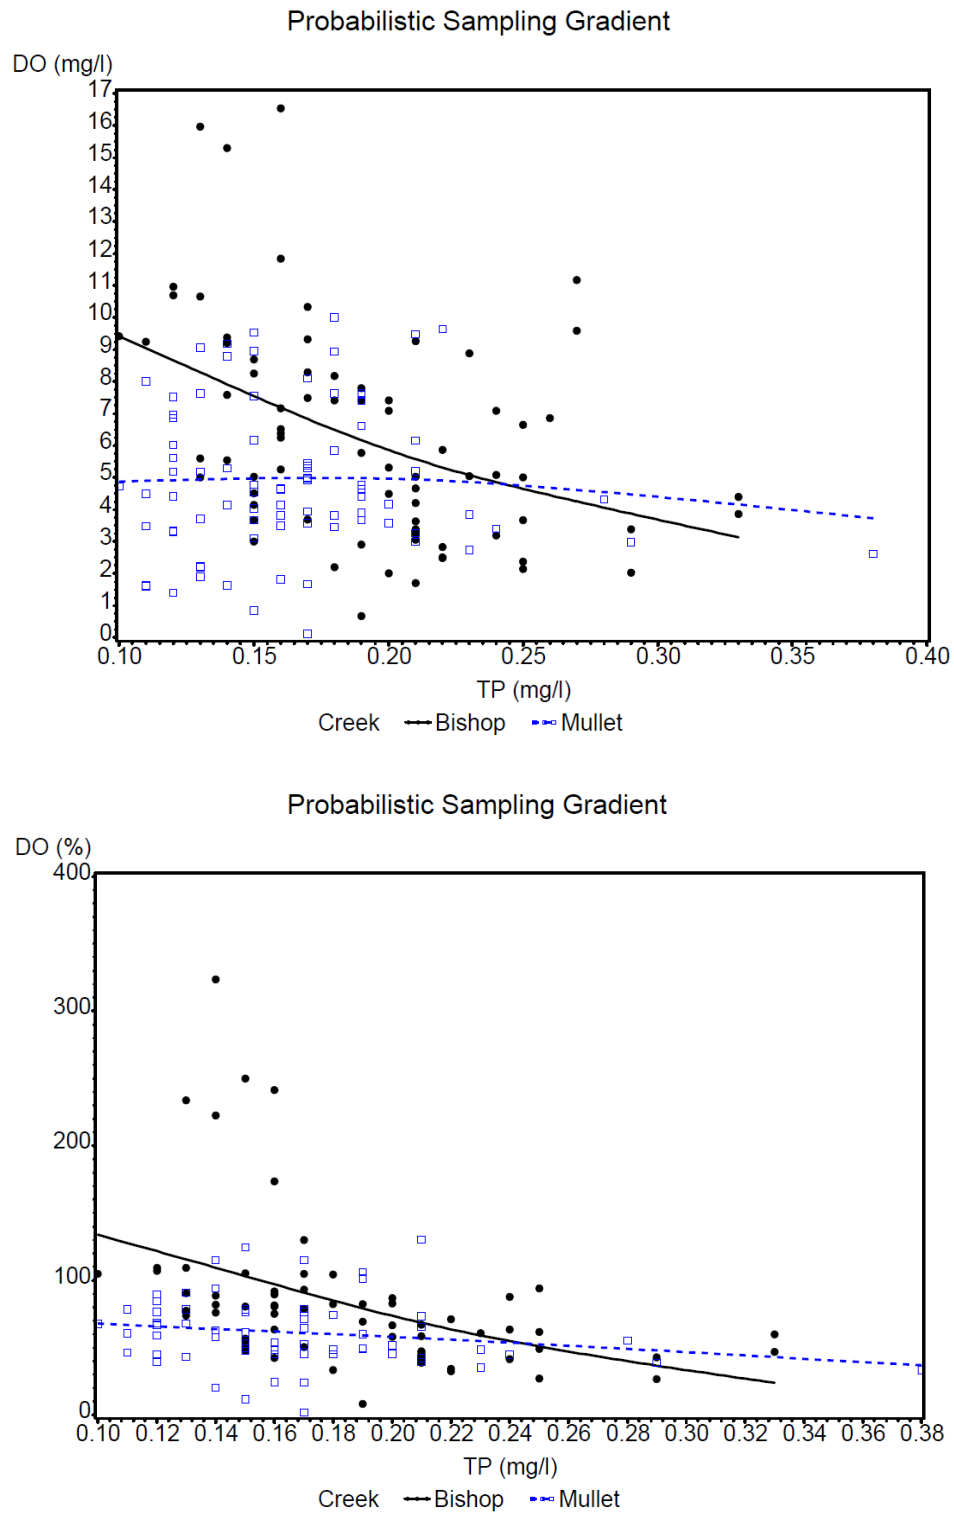 Probabilistic Sampling Gradient
DO (mg/l)
17
16
15
14
13
12
11
10
9
8
7
6
5
4
3
2
1
0
0.10 0.15 0.20 0.25 0.30 0.35 0.40
TP (mg/l)
Creek Bishop Mullet
Probabilistic Sampling Gradient
DO (%)
400
300
200
100
0
0.10 0.12 0.14 0.16 0.18 0.20 0.22 0.24 0.26 0.28 0.30 0.32 0.34 0.36 0.38
TP (mg/l)
Creek Bishop Mullet